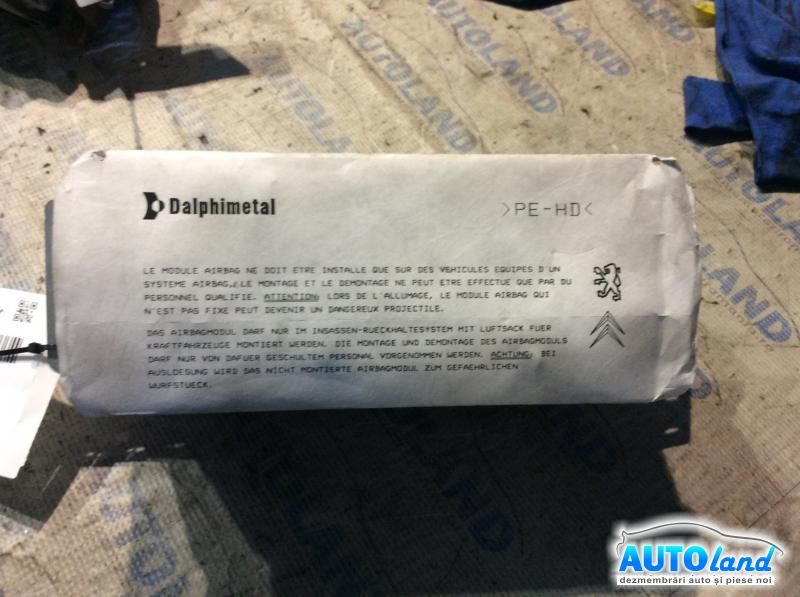 AUTOLAND
AUTOLAND
AUTOLAND
AUTOLAND
Dalphimetal
>PE-HD<
LE MODULE AIRBAG NE DOIT ETRE INSTALLE QUE SUR DES VEHICULES EQUIPES D'UN
SYSTEME AIRBAG, LE MONTAGE ET LE DEMONTAGE NE PEUT ETRE EFFECTUE QUE PAR DU
PERSONNEL QUALIFIE. ATTENTION: LORS DE L'ALLUMAGE, LE MODULE AIRBAG QUI
N'EST PAS FIXE PEUT DEVENIR UN DANGEREUX PROJECTILE.
DAS AIRBAGMODUL DARF NUR IM INSASSEN-RUECKHALTESYSTEM MIT LUFTSACK FUER
KRAFTFAHRZEUGE MONTIERT WERDEN. DIE MONTAGE UND DEMONTAGE DES AIRBAGMODULS
DARF NUR VON DAFUER GESCHULTEM PERSONAL VORGENOMMEN WERDEN. ACHTUNG: BEI
AUSLOESUNG WIRD DAS NICHT MONTIERTE AIRBAGMODUL ZUM GEFAEHRLICHEN
WURFSTUECK.
AUTOland
dezmembrări auto și piese noi